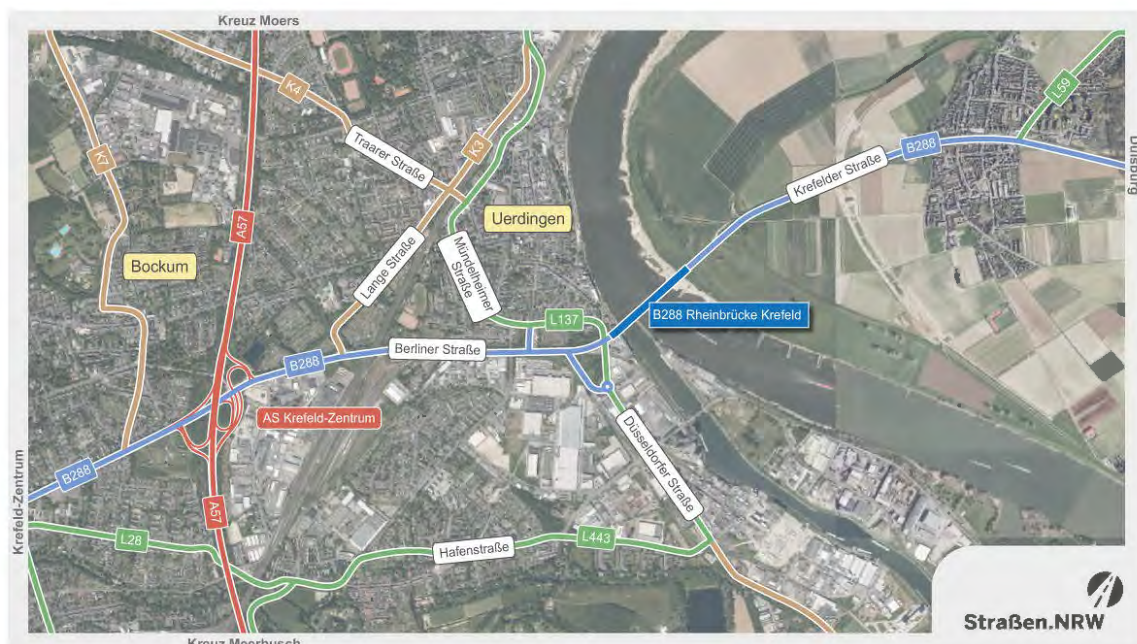 Kreuz Moers
K4
K7
A57
Traarer Straße
K3
L59
B288
Krefelder Straße
Duisburg
Uerdingen
Bockum
Lange Straße
Mündelheimer
Straße
L137
B288 Rheinbrücke Krefeld
Berliner Straße
B288
AS Krefeld-Zentrum
B288
Krefeld-Zentrum
Düsseldorfer Straße
A57
L28
Hafenstraße
L443
Straßen.NRW
Kreuz Meerbusch